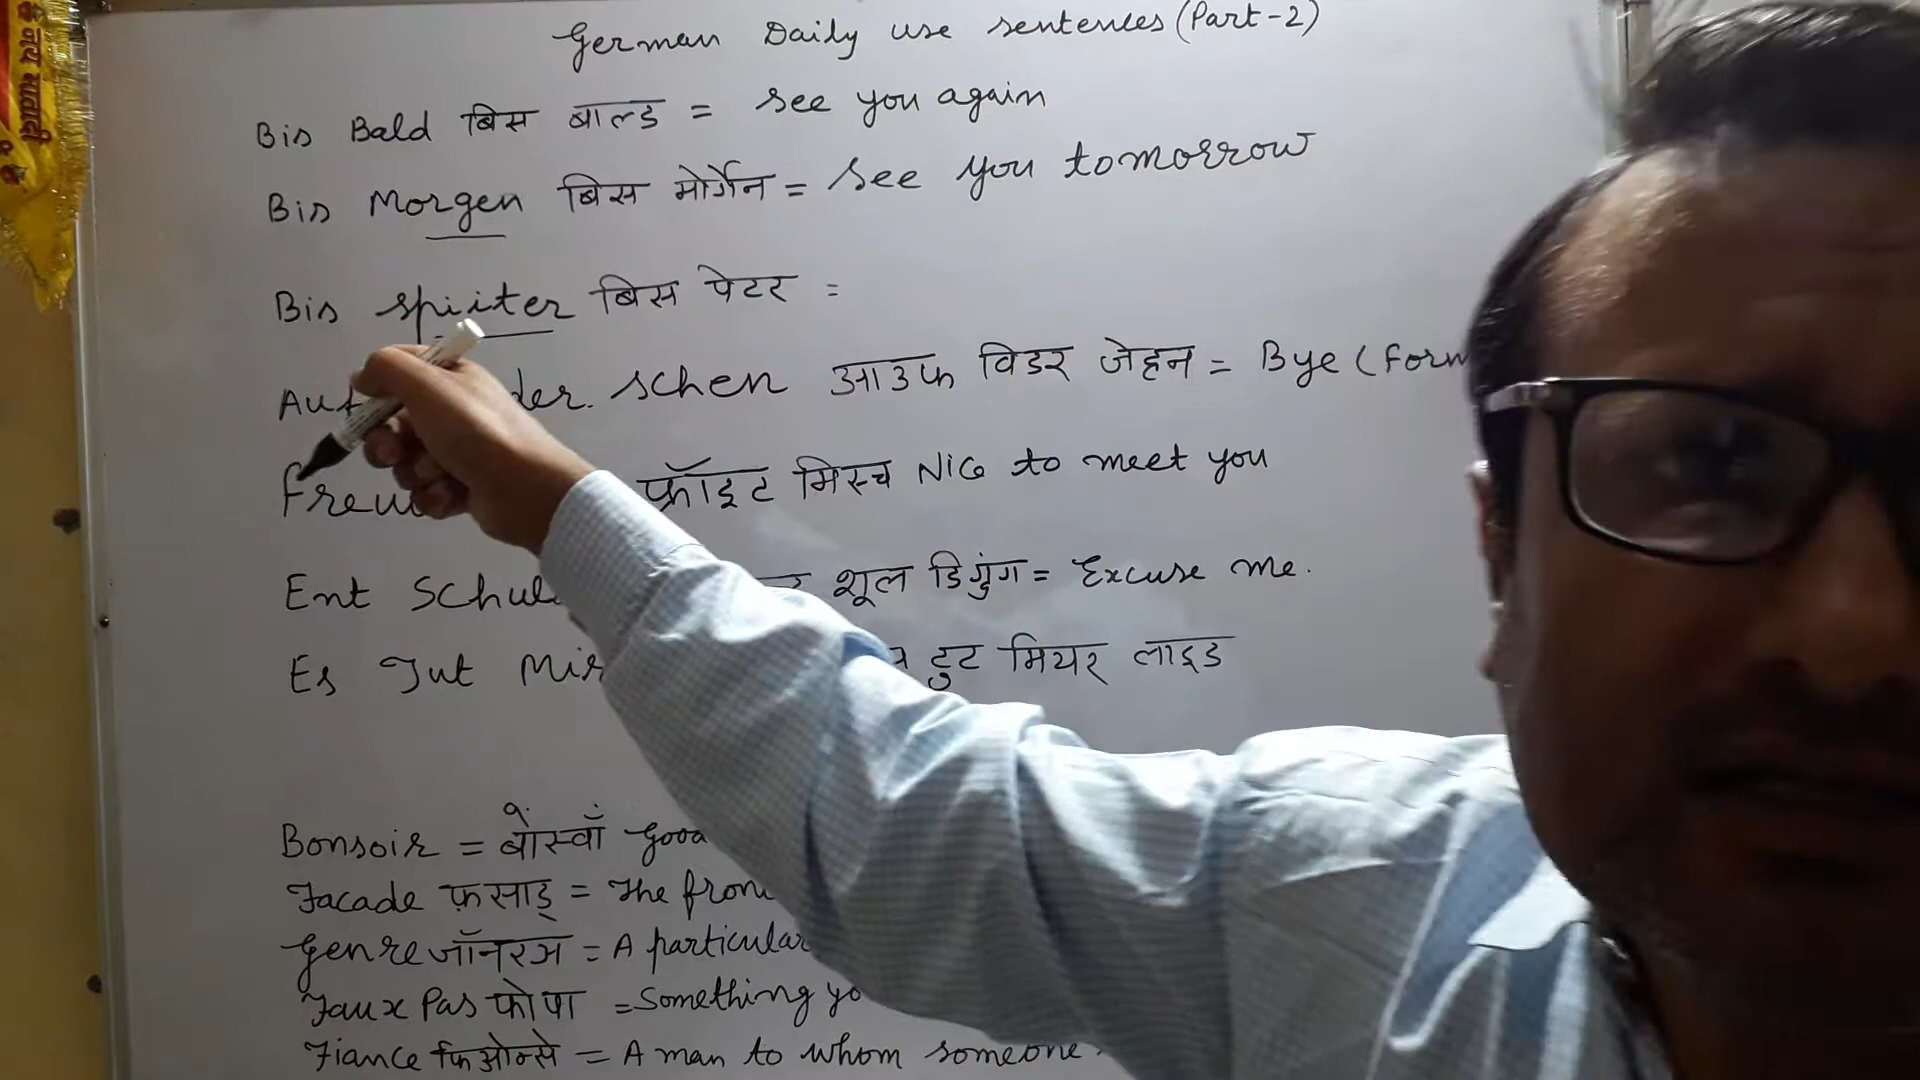 German Daily use sentences (Part-2)
Bis Bald बिस बाल्ड = see you again
Bis Morgen बिस मोर्गेन = see you tomorrow
Bis spiiter बिस पेटर =
Auf der. schen आउफ विडर जेहन = Bye (Form
Freu फ्रॉइट मिस्च Nice to meet you
Ent Schul शूल डिगुंग = Excuse me.
Es Tut Mir टुट मियर लाइड
Bonsoir = बोंस्वाँ Good
Facade फ़साड् = The fron
Genre जॉनरञ = A particular
Faux Pas फोपा = Something yo
Fiance फिओन्से = A man to whom someone